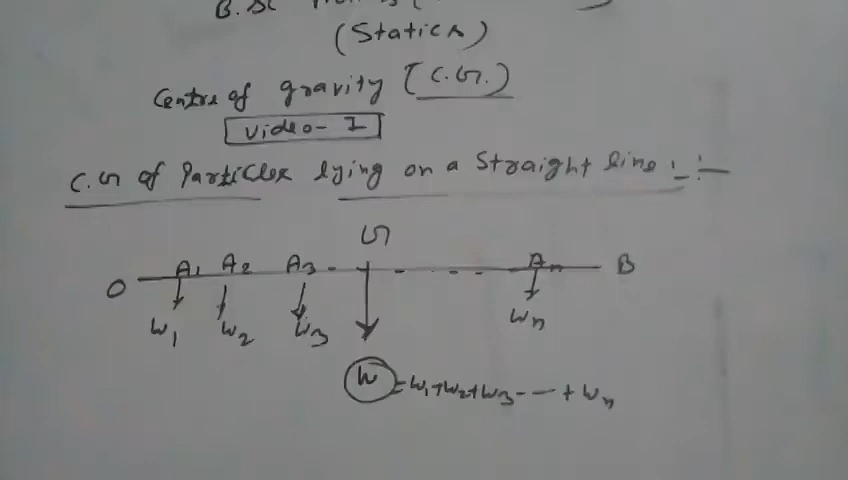 B.Sc
(Statics)
Centre of gravity (C.G.)
Video-I
C.G of Particles lying on a Straight line :-
G
O A1 A2 A3 - - - - An B
W1 W2 W3 Wn
W = W1+W2+W3 - - - + Wn